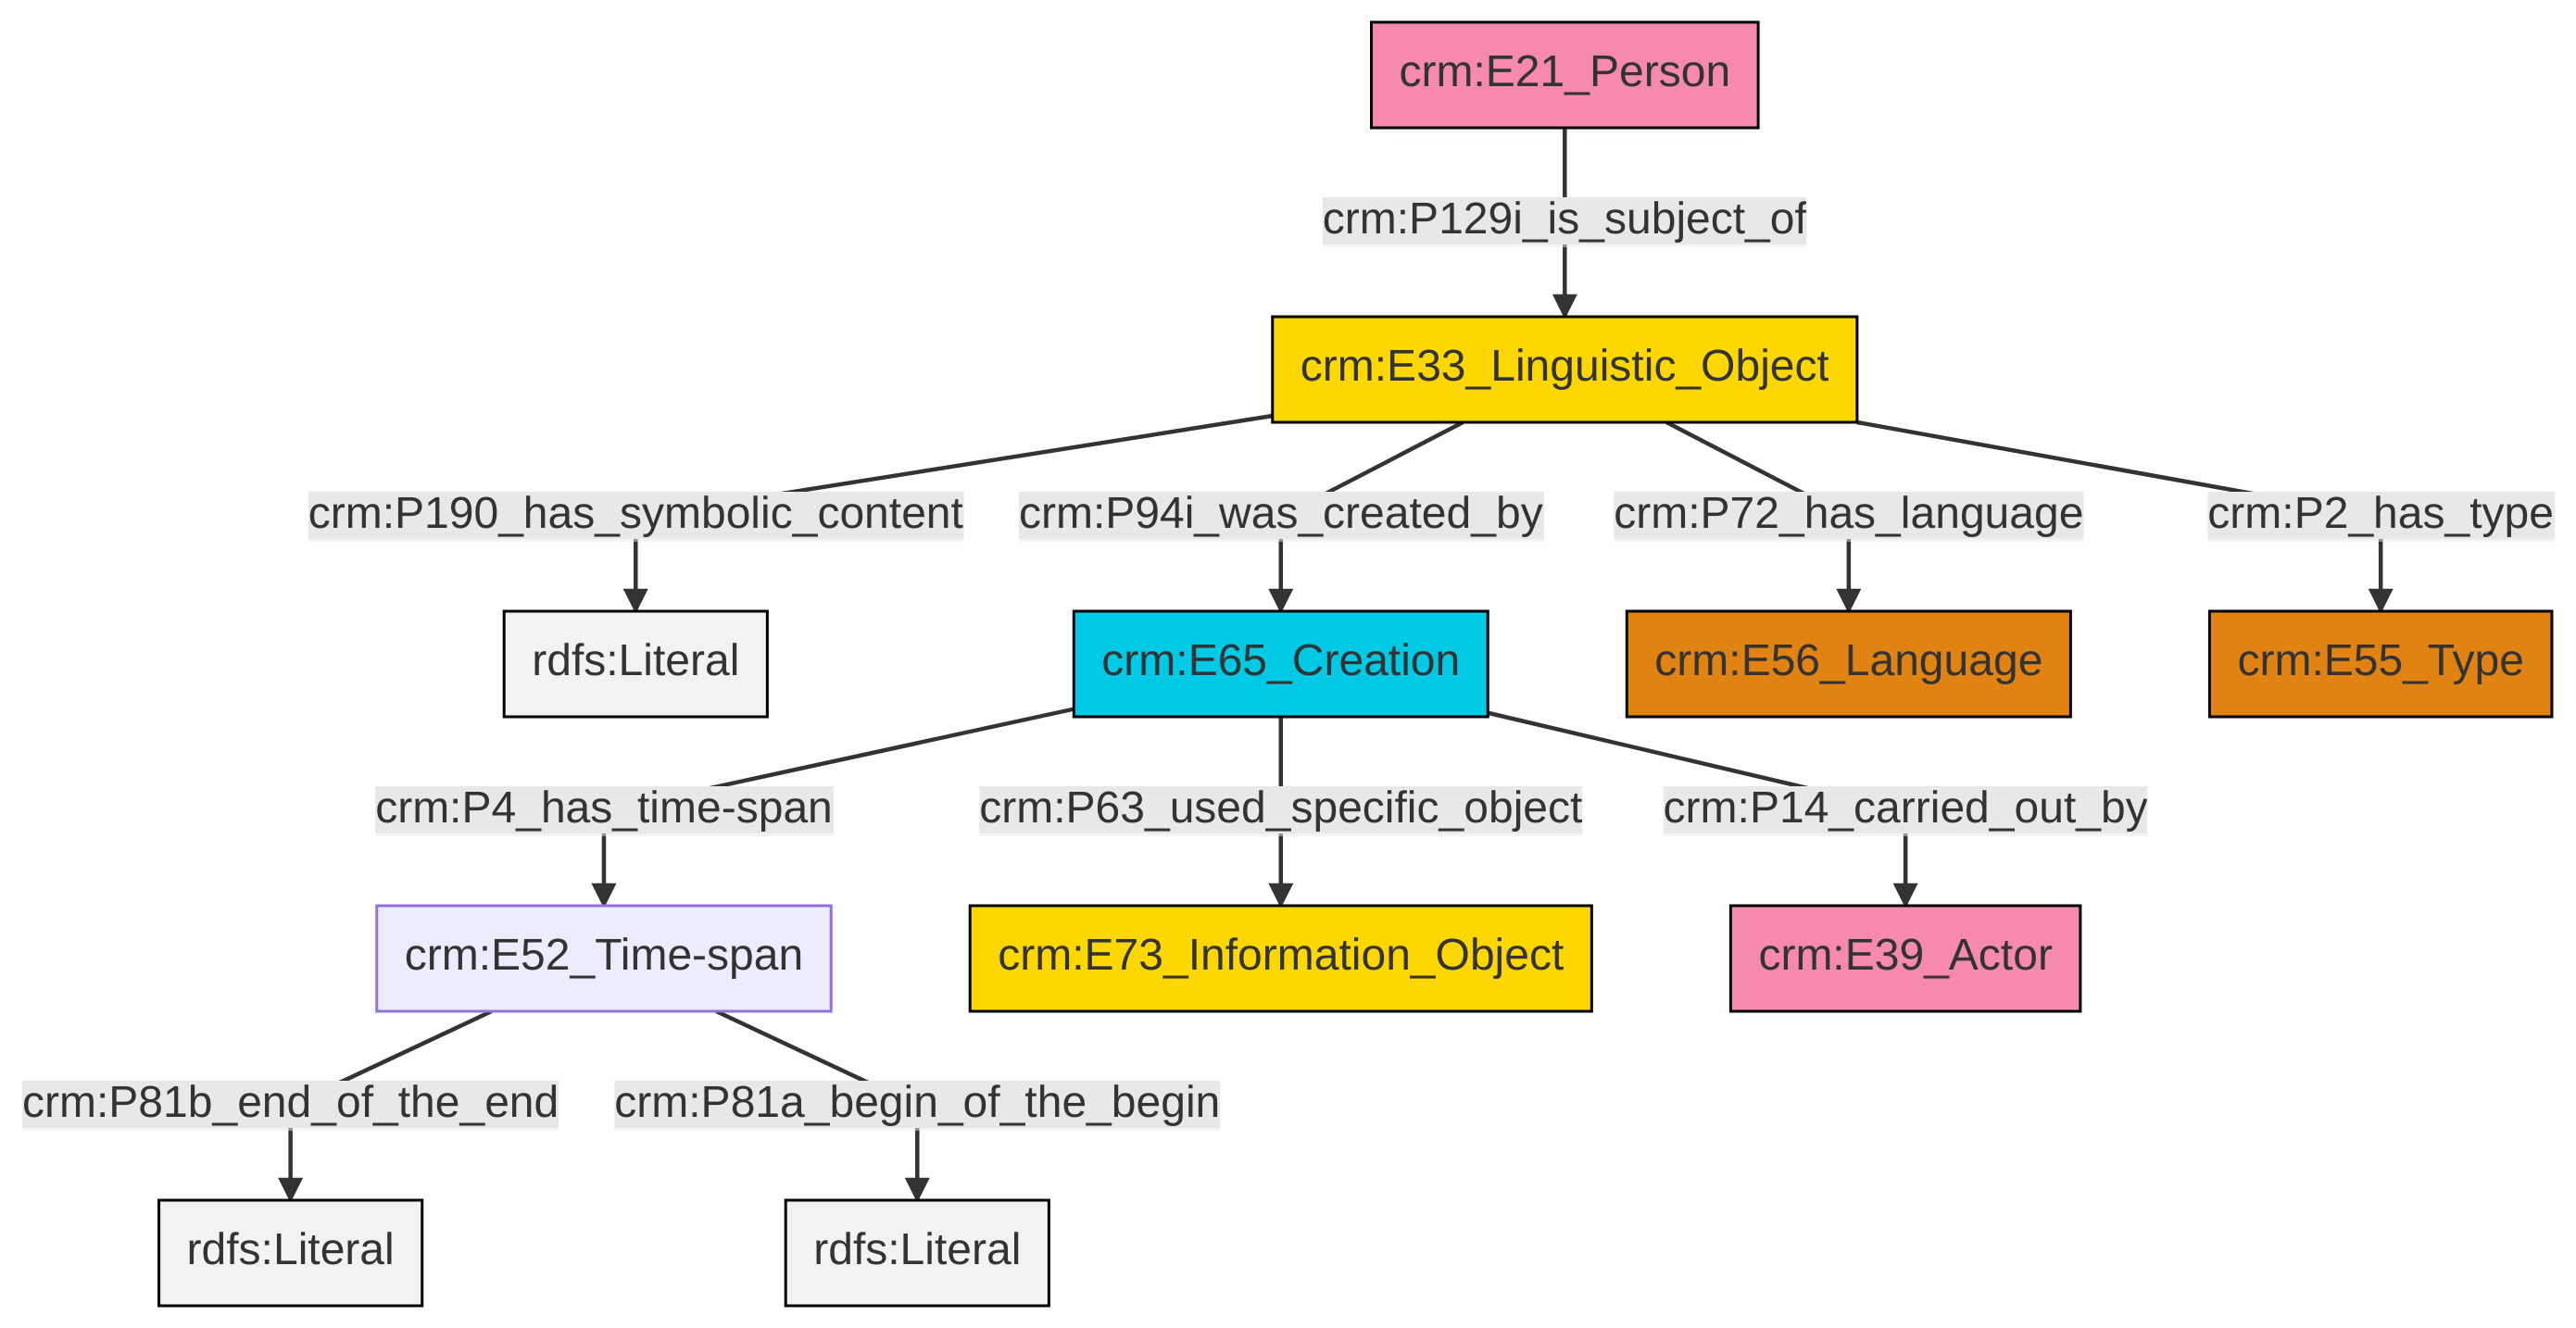 crm:E21_Person
crm:P129i_is_subject_of
crm:E33_Linguistic_Object
crm:P190_has_symbolic_content
crm:P94i_was_created_by
crm:P72_has_language
crm:P2_has_type
rdfs:Literal
crm:E65_Creation
crm:E56_Language
crm:E55_Type
crm:P4_has_time-span
crm:P63_used_specific_object
crm:P14_carried_out_by
crm:E52_Time-span
crm:E73_Information_Object
crm:E39_Actor
crm:P81b_end_of_the_end
crm:P81a_begin_of_the_begin
rdfs:Literal
rdfs:Literal